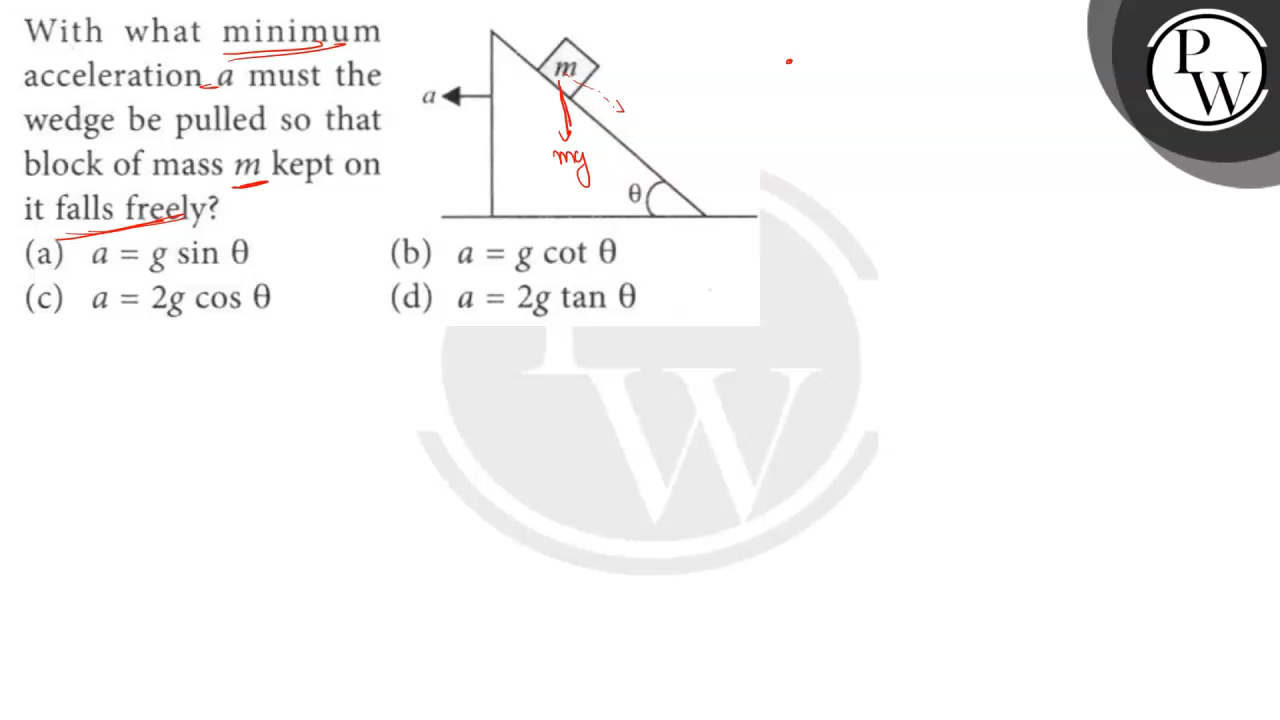 With what minimum
acceleration a must the
wedge be pulled so that
block of mass m kept on
it falls freely?
(a) a = g sin θ
(b) a = g cot θ
(c) a = 2g cos θ
(d) a = 2g tan θ
a
m
mg
θ
P
W
W